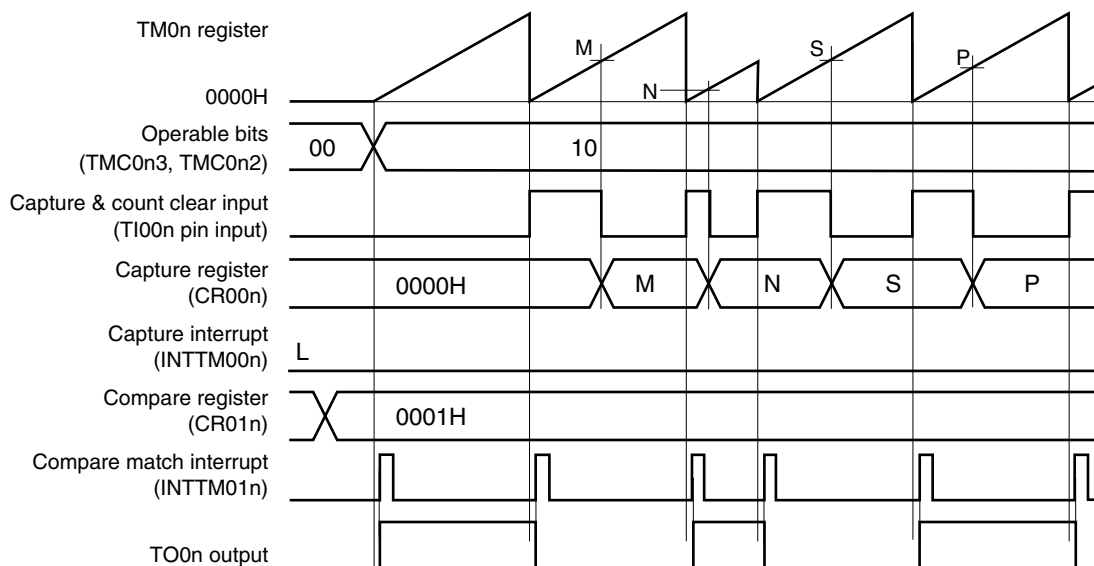 TM0n register
M
S
P
N
0000H
Operable bits
(TMC0n3, TMC0n2)
00
10
Capture & count clear input
(TI00n pin input)
Capture register
(CR00n)
0000H
M
N
S
P
Capture interrupt
(INTTM00n)
L
Compare register
(CR01n)
0001H
Compare match interrupt
(INTTM01n)
TO0n output